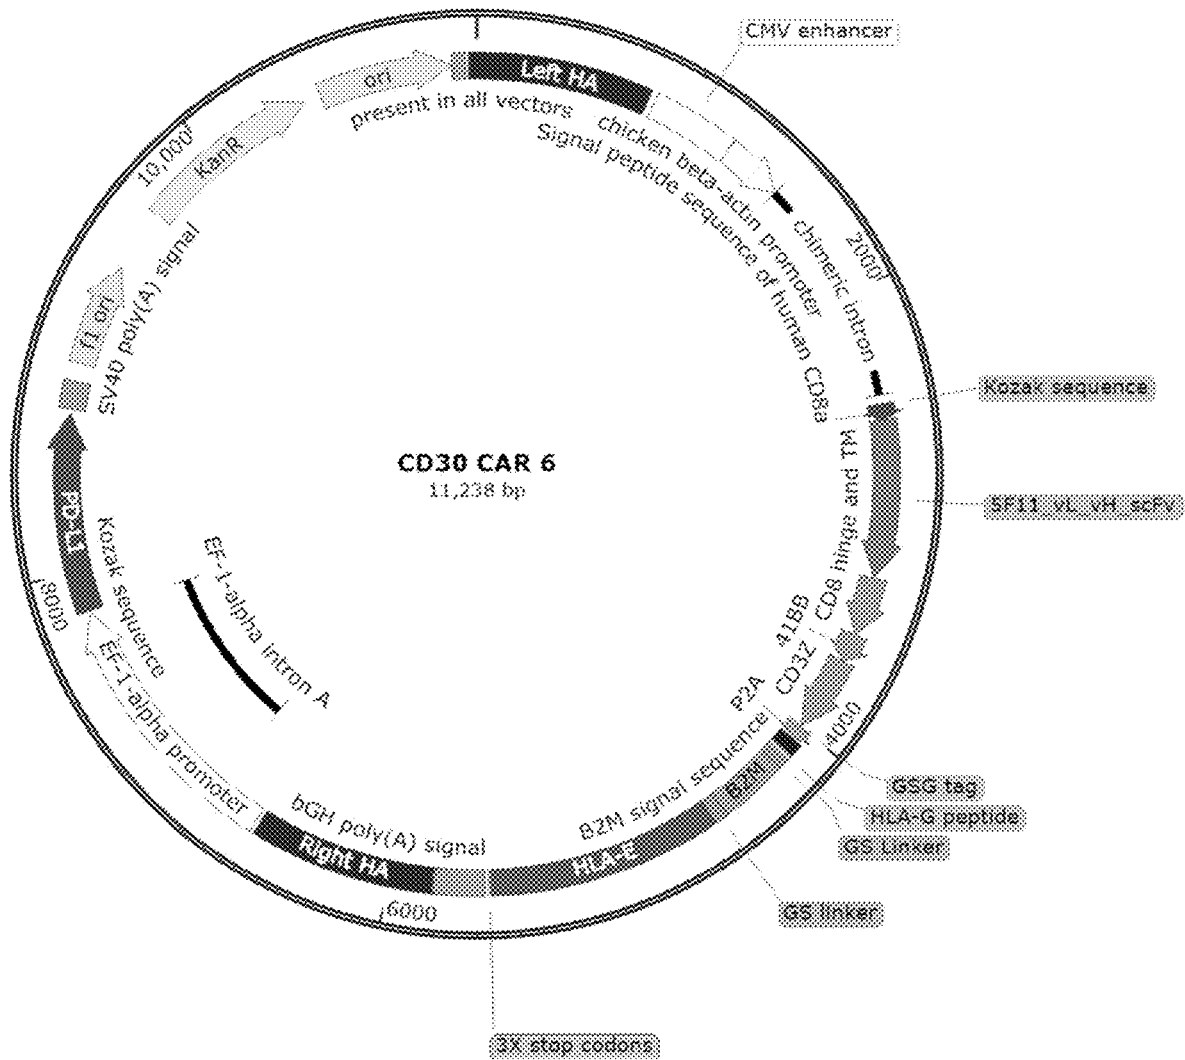 CMV enhancer
Left HA
ori
present in all vectors
chicken beta-actin promoter
Signal peptide sequence of human CD8a
10,000
KanR
chimeric intron
2000
SV40 poly(A) signal
f1 ori
Kozak sequence
CD30 CAR 6
11,238 bp
SF11_vL_vH_scFv
CD8 hinge and TM
PD-L1
Kozak sequence
EF-1-alpha intron A
8000
41BB
CD3Z
P2A
4000
EF-1-alpha promoter
B2M signal sequence
B2M
GSG tag
HLA-G peptide
GS Linker
bGH poly(A) signal
Right HA
HLA-E
GS linker
6000
3X stop codons